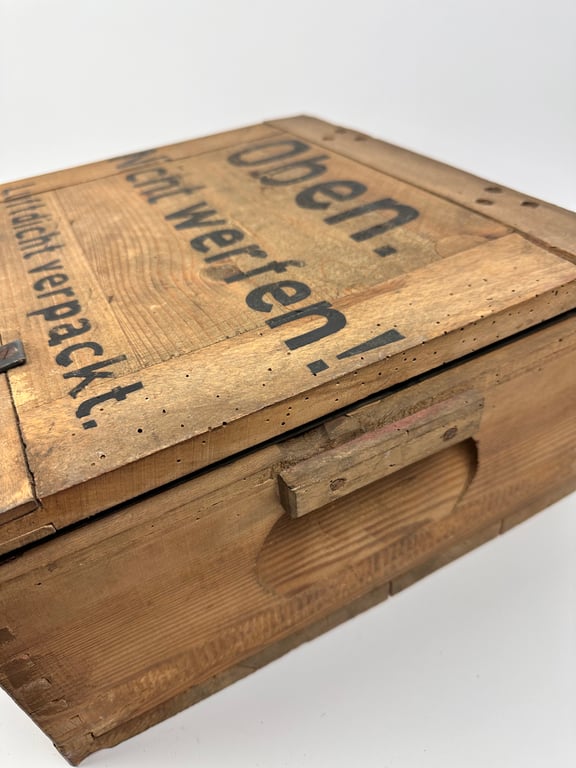 Oben.
Nicht werfen!
Luftdicht verpackt.